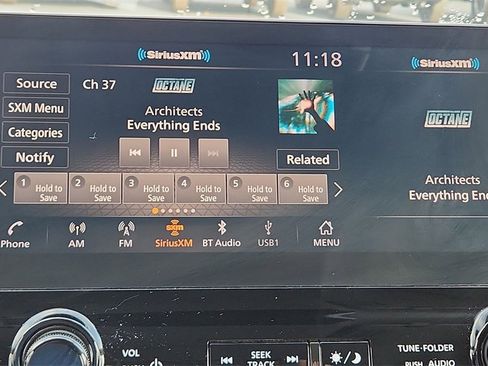 SiriusXM
11:18
SiriusXM
Source
Ch 37
OCTANE
SXM Menu
Categories
Notify
Architects
Everything Ends
Related
OCTANE
Architects
Everything End
1 Hold to Save
2 Hold to Save
3 Hold to Save
4 Hold to Save
5 Hold to Save
6 Hold to Save
Phone
AM
FM
sxm
SiriusXM
BT Audio
USB1
MENU
VOL
SEEK
TRACK
TUNE·FOLDER
PUSH AUDIO